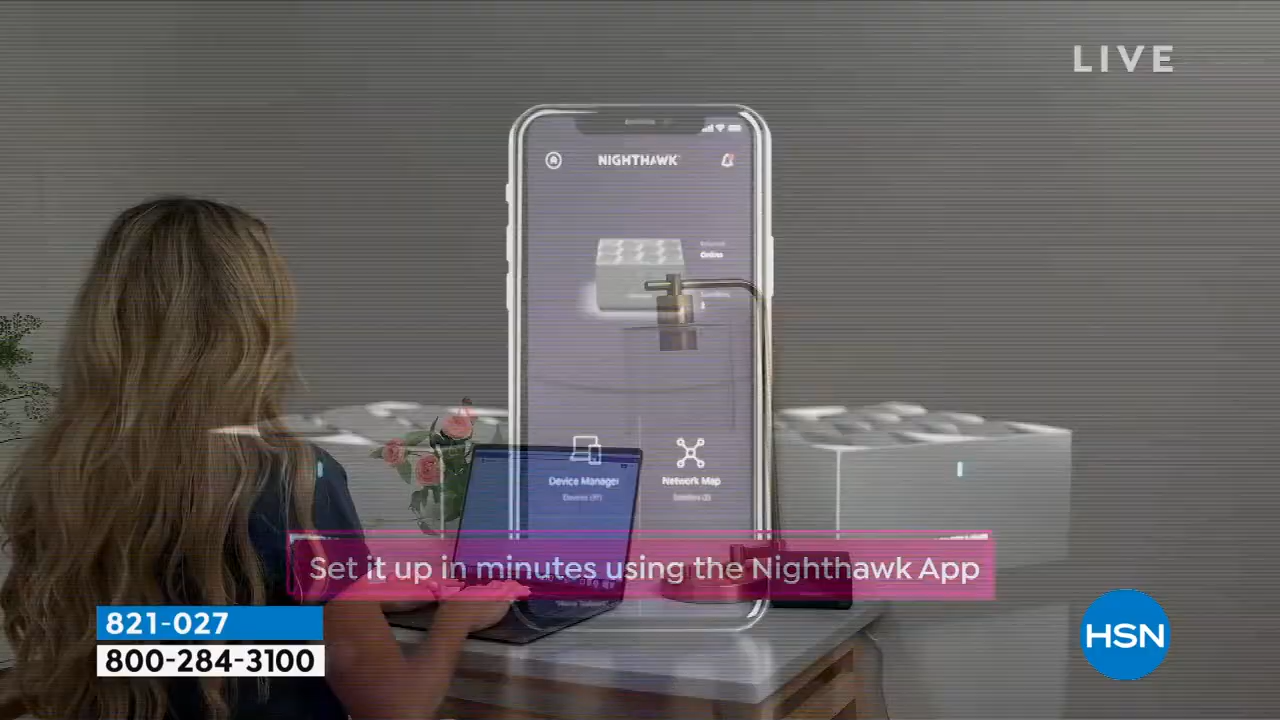 LIVE
NIGHTHAWK
Online
Device Manager
Network Map
Set it up in minutes using the Nighthawk App
821-027
800-284-3100
HSN